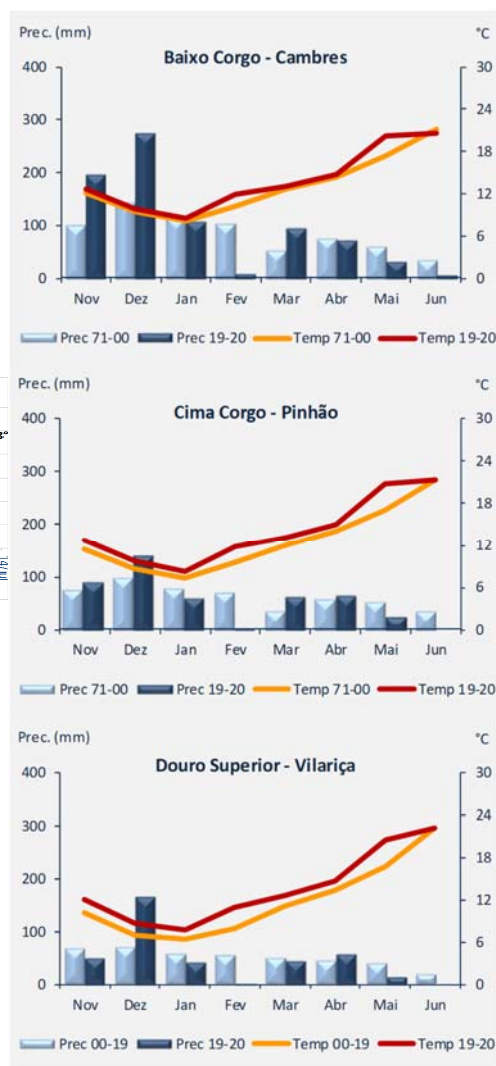 Prec. (mm) °C
Baixo Corgo - Cambres
400 30
300 24
200 18
100 12
0 6
0
Nov Dez Jan Fev Mar Abr Mai Jun
Prec 71-00 Prec 19-20 Temp 71-00 Temp 19-20
Prec. (mm) °C
Cima Corgo - Pinhão
400 30
300 24
200 18
100 12
0 6
0
Nov Dez Jan Fev Mar Abr Mai Jun
Prec 71-00 Prec 19-20 Temp 71-00 Temp 19-20
14/jul
Prec. (mm) °C
Douro Superior - Vilariça
400 30
300 24
200 18
100 12
0 6
0
Nov Dez Jan Fev Mar Abr Mai Jun
Prec 00-19 Prec 19-20 Temp 00-19 Temp 19-20